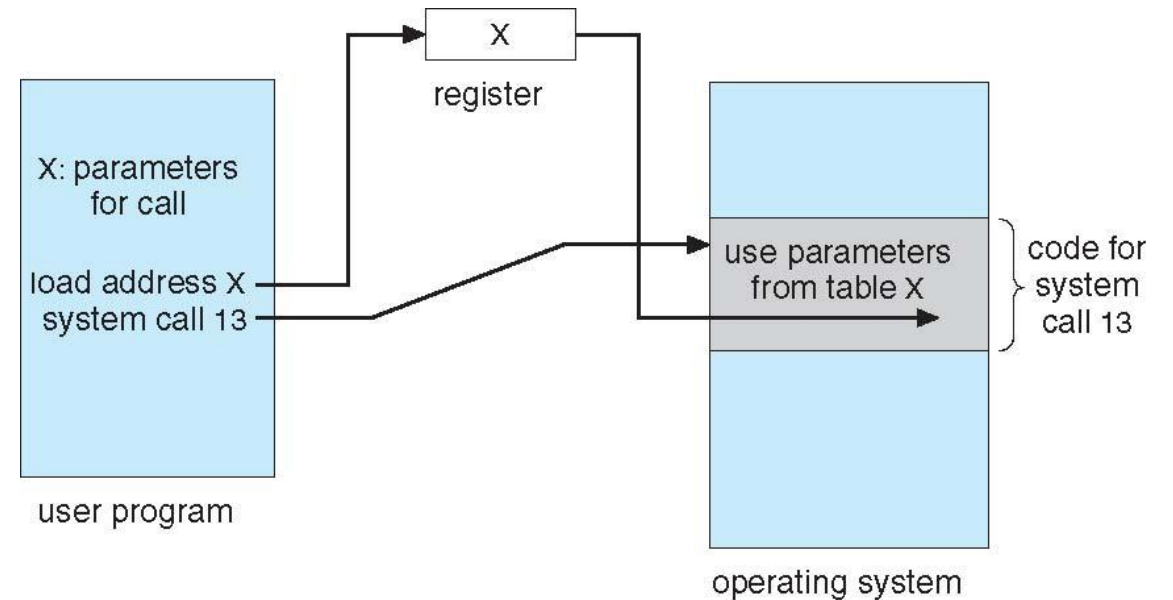 X
register
X: parameters
for call
load address X
system call 13
user program
use parameters
from table X
code for
system
call 13
operating system